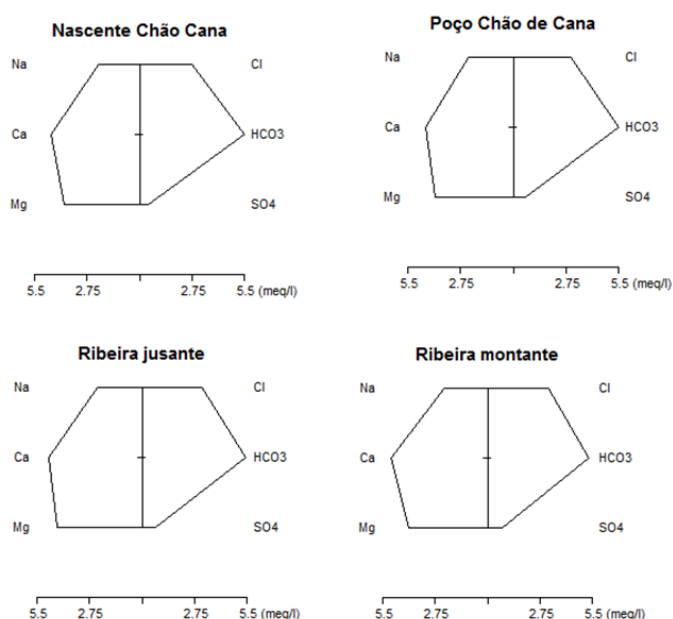 Nascente Chão Cana
Na Cl
Ca HCO3
Mg SO4
5.5 2.75 2.75 5.5 (meq/l)
Poço Chão de Cana
Na Cl
Ca HCO3
Mg SO4
5.5 2.75 2.75 5.5 (meq/l)
Ribeira jusante
Na Cl
Ca HCO3
Mg SO4
5.5 2.75 2.75 5.5 (meq/l)
Ribeira montante
Na Cl
Ca HCO3
Mg SO4
5.5 2.75 2.75 5.5 (meq/l)